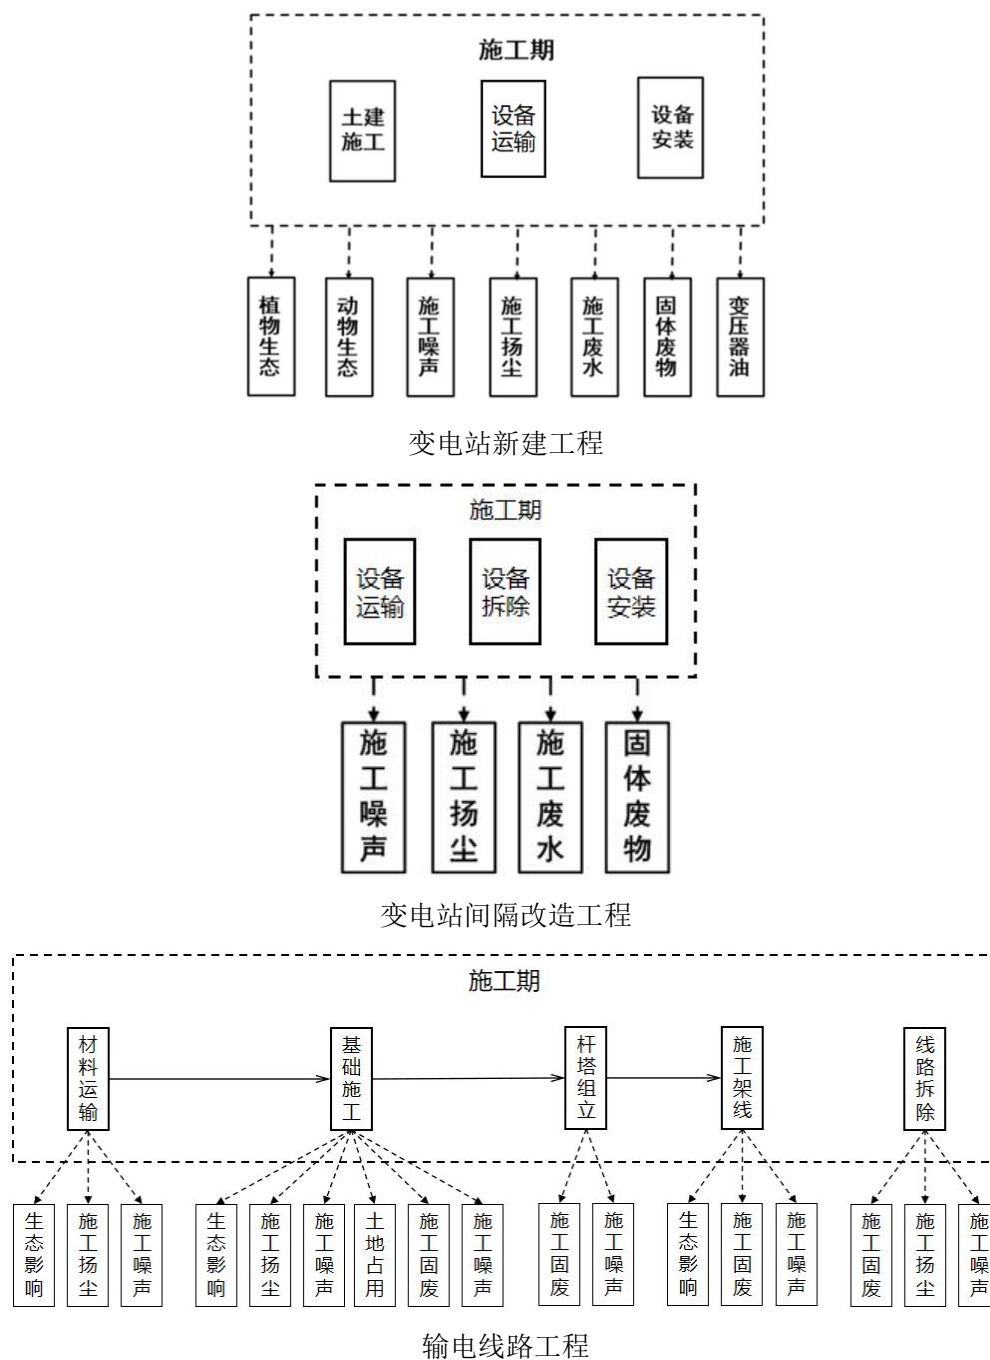 施工期
土建
施工
设备
运输
设备
安装
植物生态
动物生态
施工噪声
施工扬尘
施工废水
固体废物
变压器油
变电站新建工程
施工期
设备
运输
设备
拆除
设备
安装
施工噪声
施工扬尘
施工废水
固体废物
变电站间隔改造工程
施工期
材料运输
基础施工
杆塔组立
施工架线
线路拆除
生态影响
施工扬尘
施工噪声
生态影响
施工扬尘
施工噪声
土地占用
施工固废
施工噪声
施工固废
施工噪声
生态影响
施工固废
施工噪声
施工固废
施工扬尘
施工噪声
输电线路工程